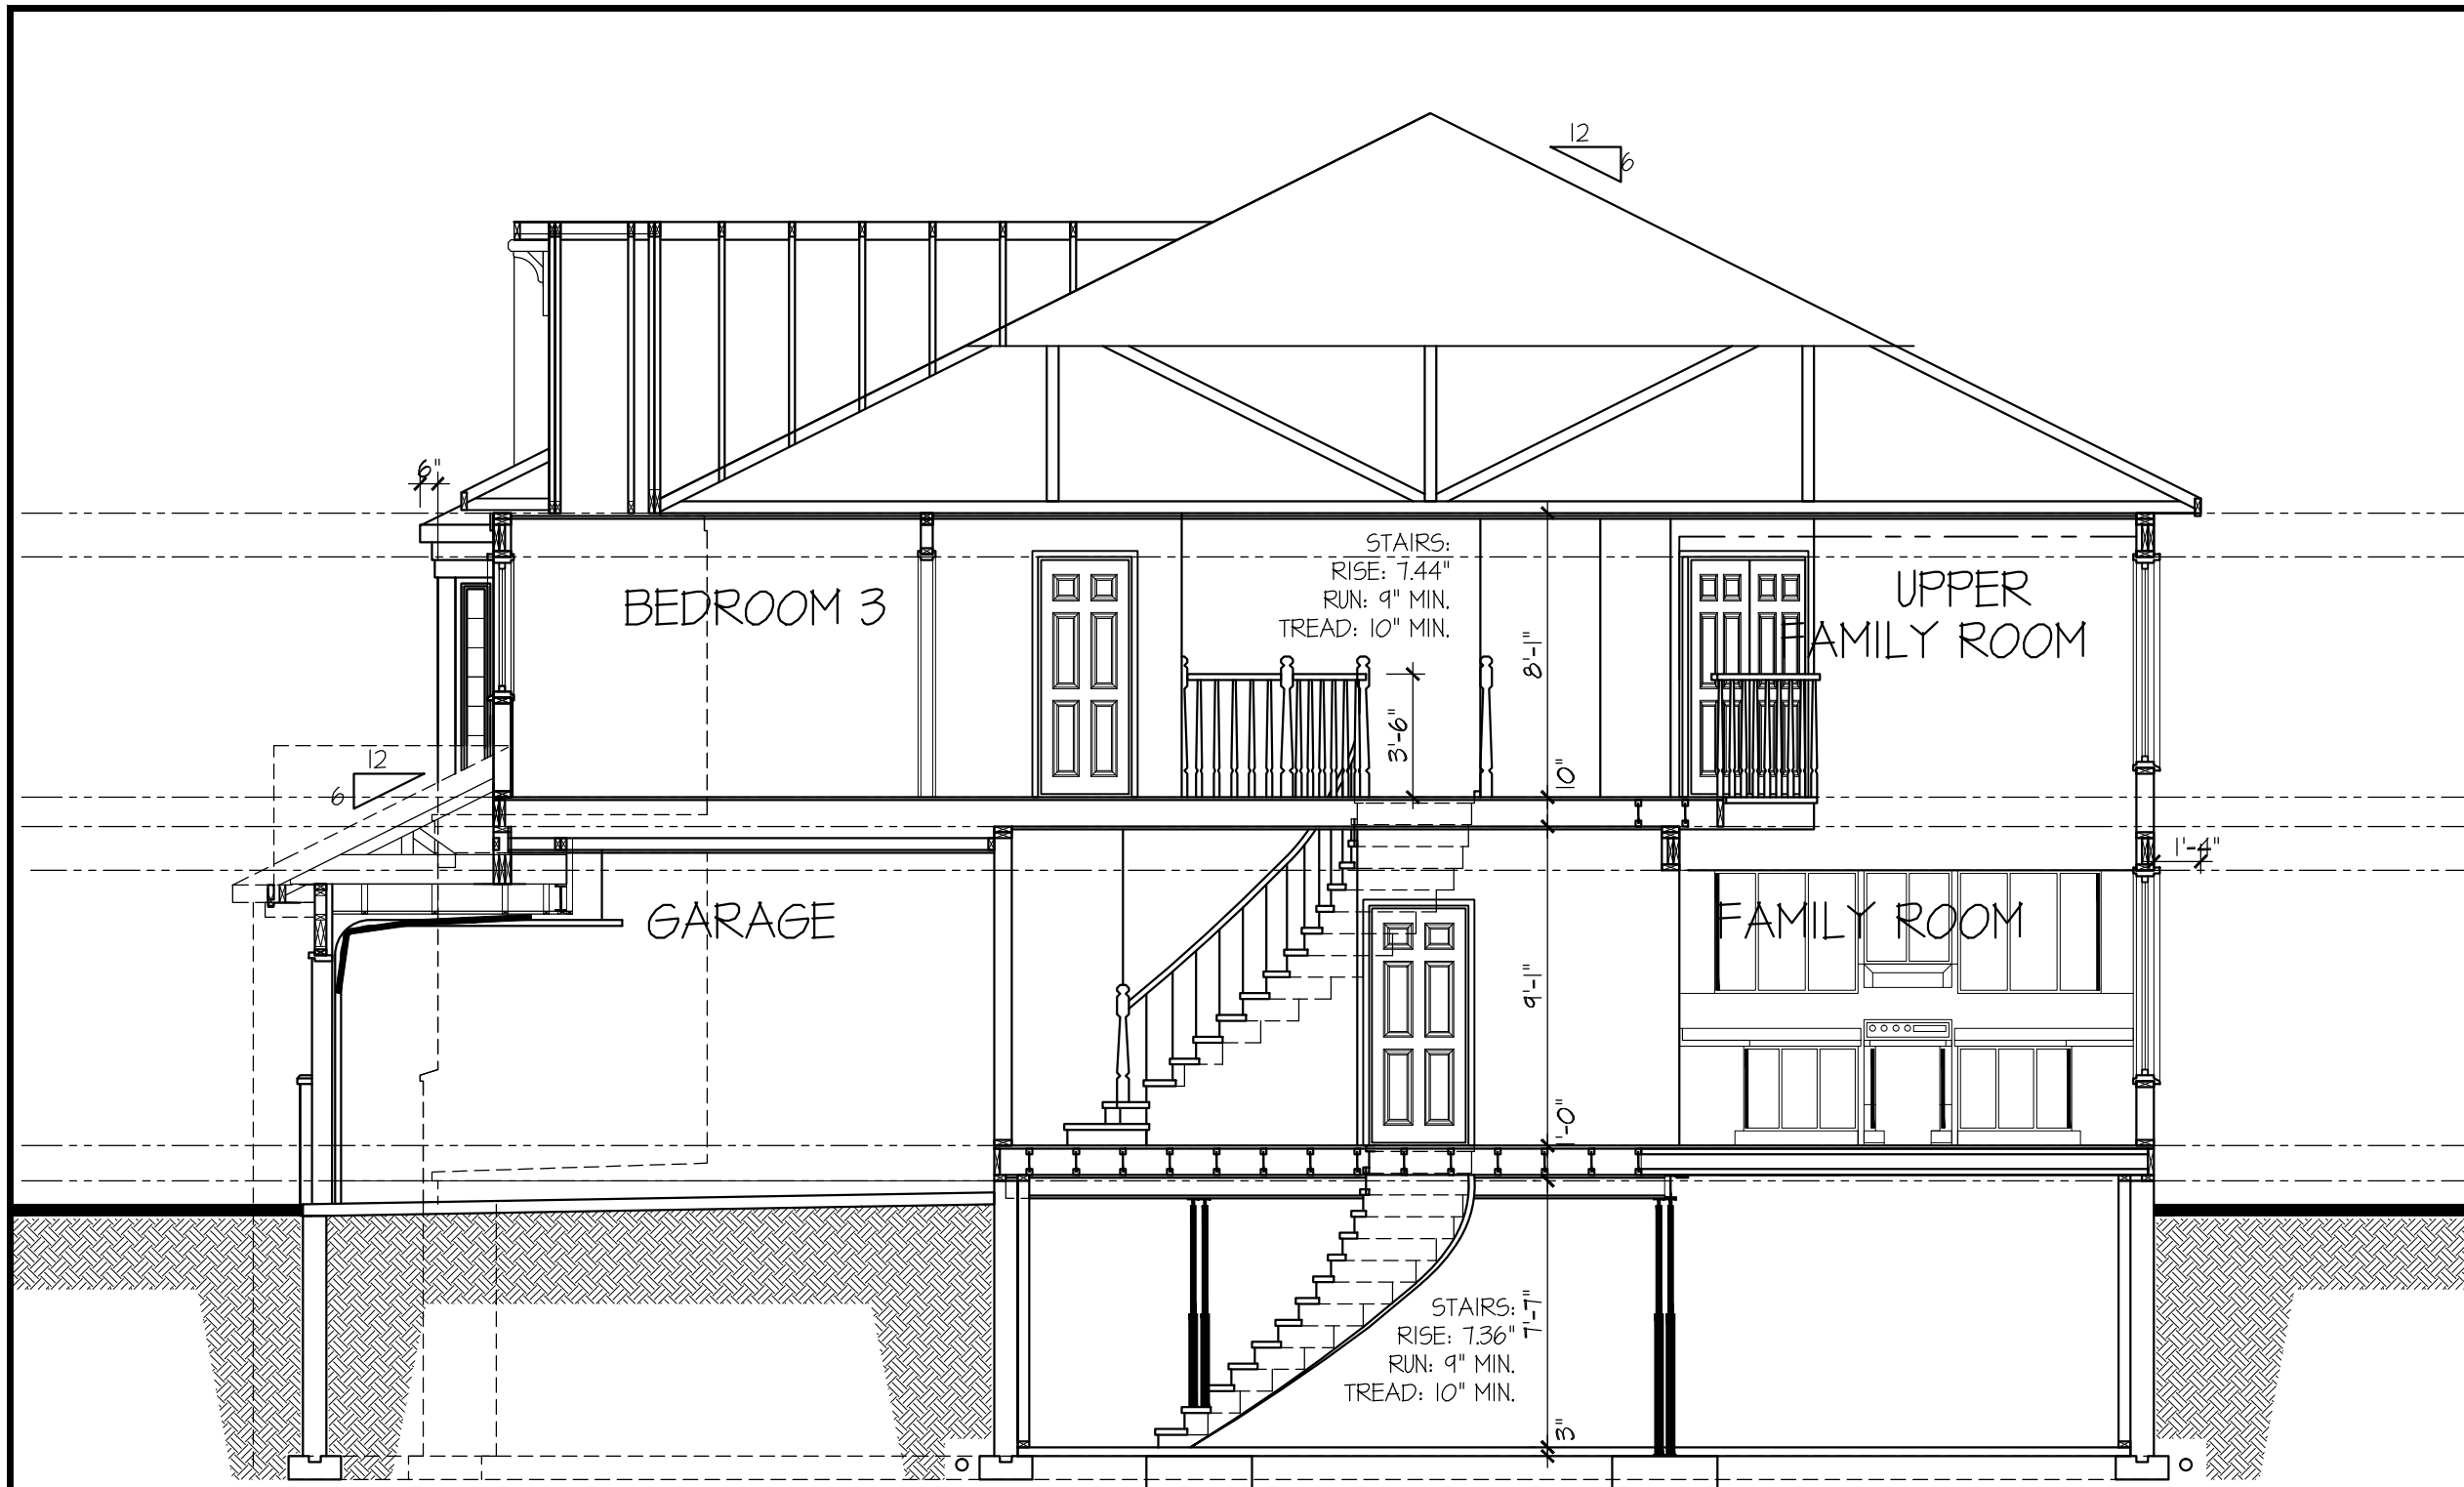 12
6
6"
STAIRS:
RISE: 7.44"
RUN: 9" MIN.
TREAD: 10" MIN.
BEDROOM 3
UPPER
FAMILY ROOM
8'-1"
3'-6"
10"
12
6
1'-4"
GARAGE
FAMILY ROOM
9'-1"
1'-0"
STAIRS:
RISE: 7.36"
RUN: 9" MIN.
TREAD: 10" MIN.
7'-7"
3"